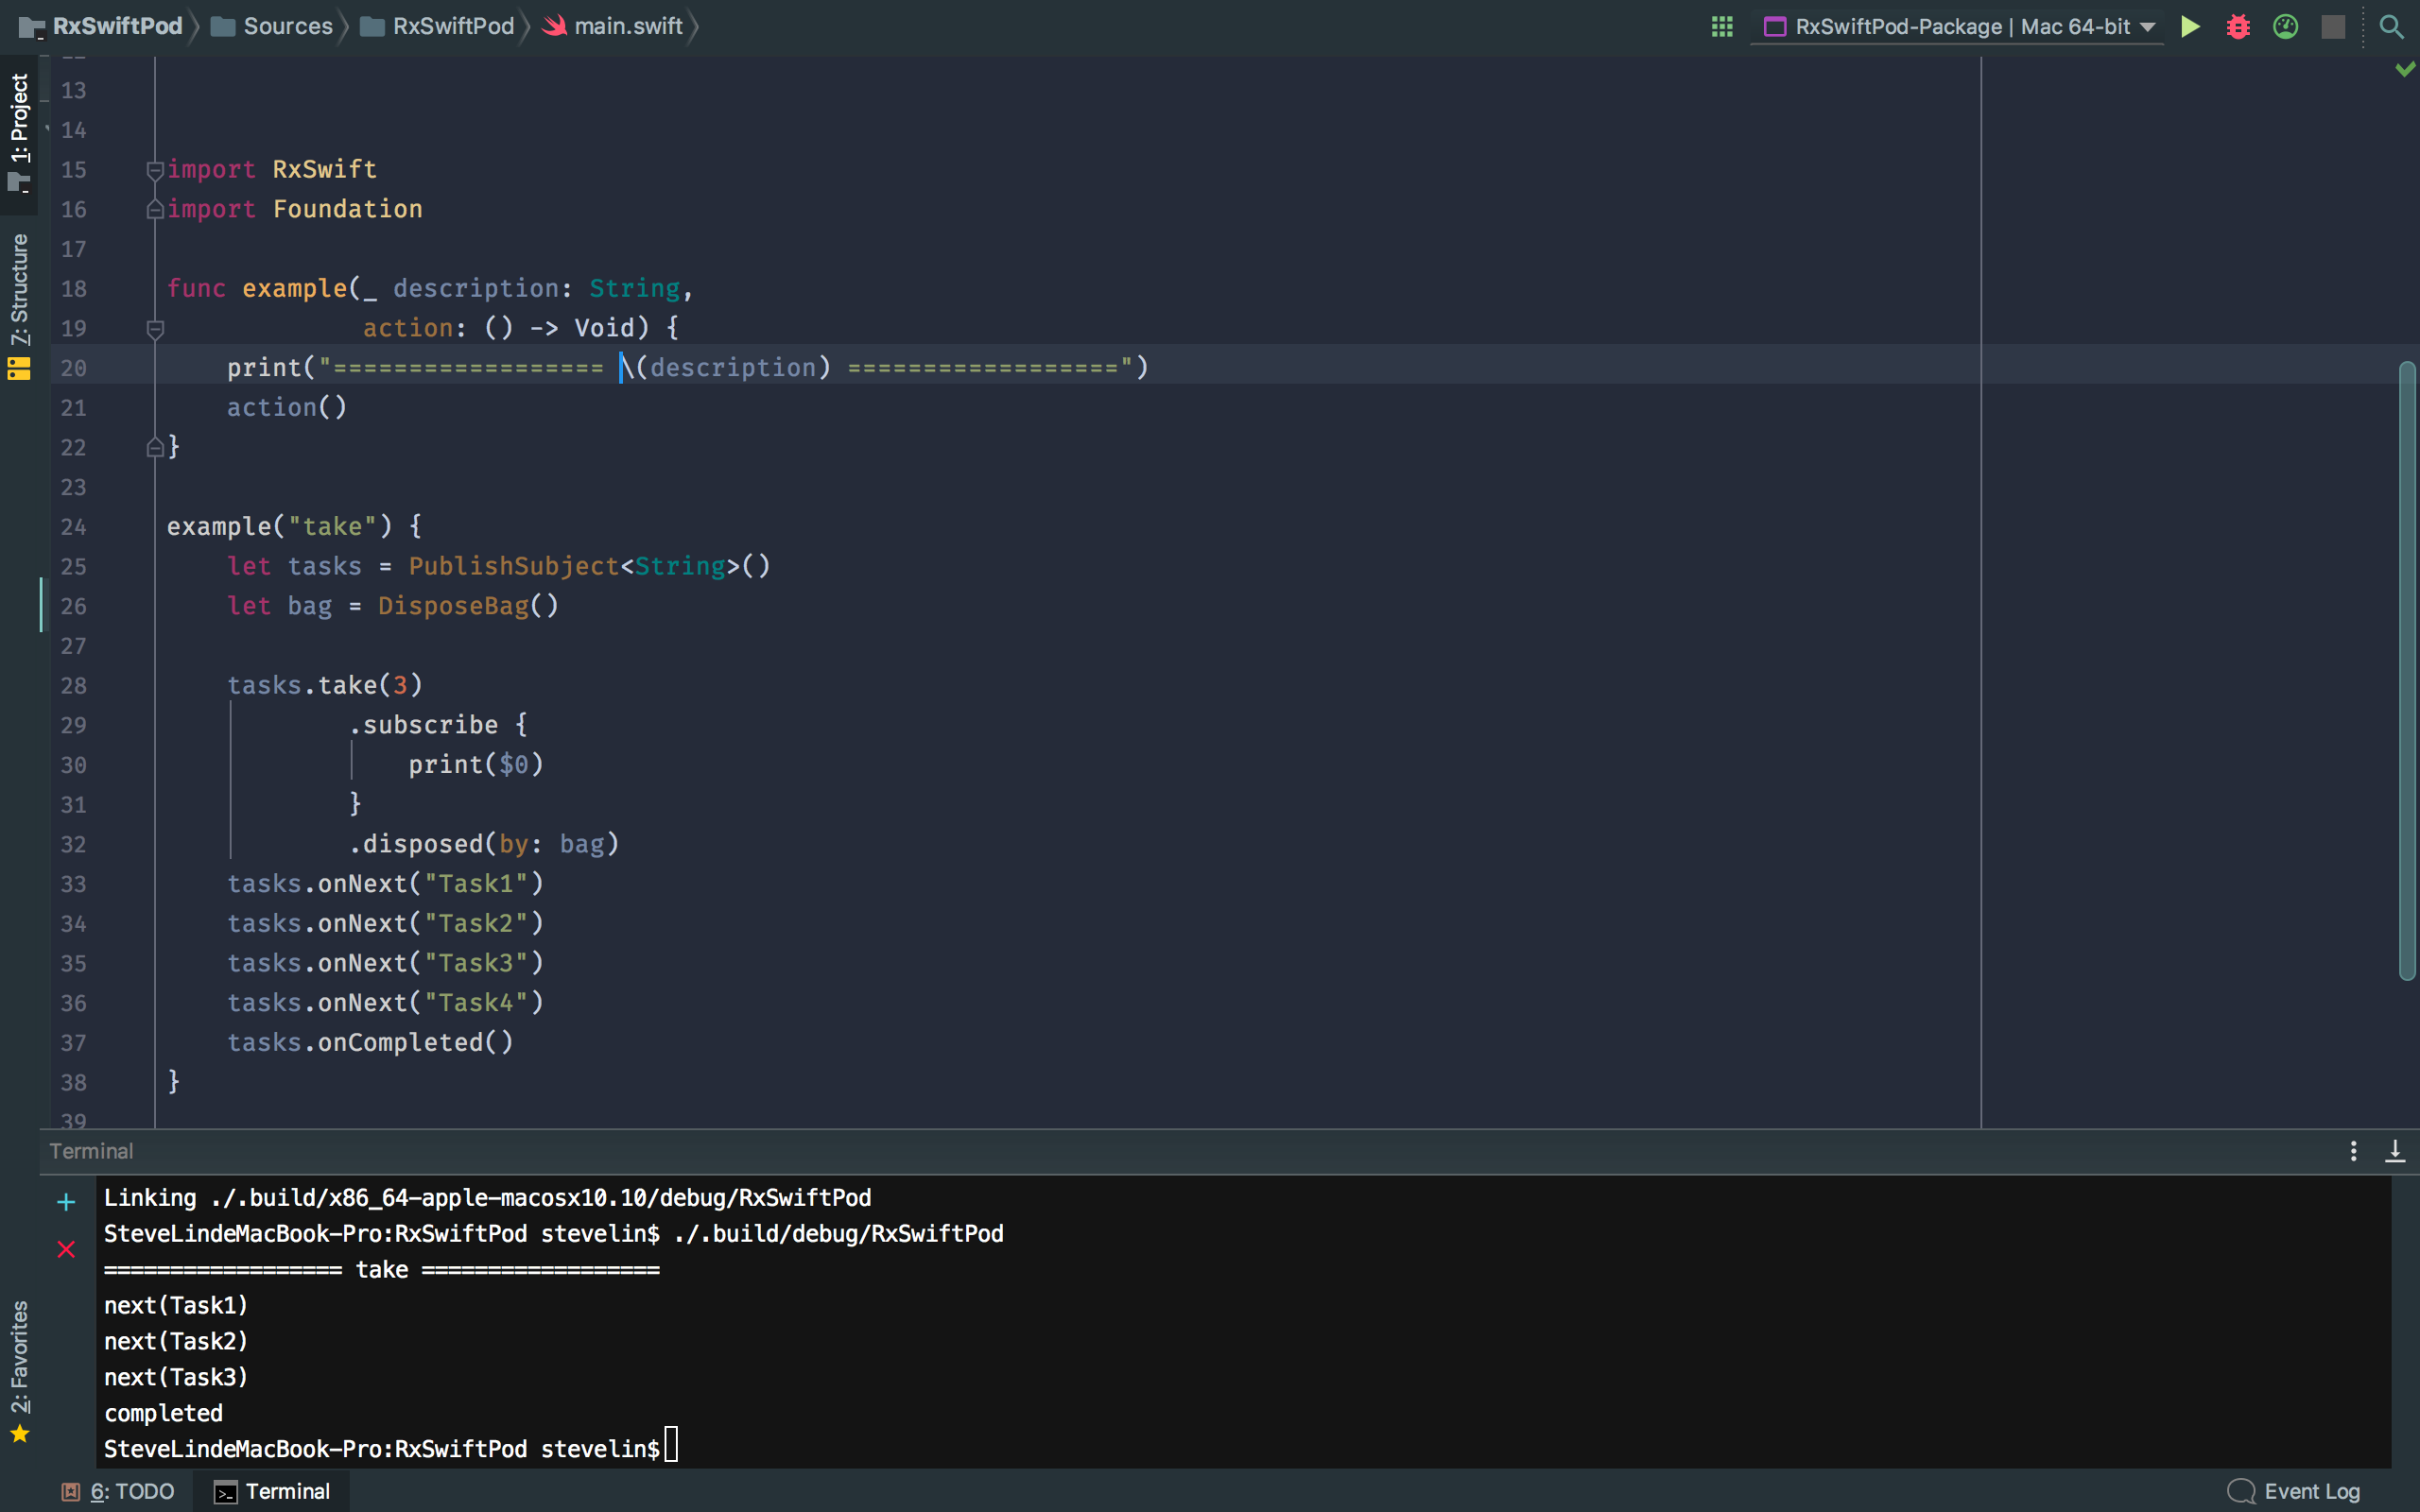 RxSwiftPod Sources RxSwiftPod main.swift RxSwiftPod-Package | Mac 64-bit
1: Project
7: Structure
2: Favorites
13
14
15 import RxSwift
16 import Foundation
17
18 func example(_ description: String,
19 action: () -> Void) {
20 print("================== \(description) ==================")
21 action()
22 }
23
24 example("take") {
25 let tasks = PublishSubject<String>()
26 let bag = DisposeBag()
27
28 tasks.take(3)
29 .subscribe {
30 print($0)
31 }
32 .disposed(by: bag)
33 tasks.onNext("Task1")
34 tasks.onNext("Task2")
35 tasks.onNext("Task3")
36 tasks.onNext("Task4")
37 tasks.onCompleted()
38 }
39
Terminal
Linking ./.build/x86_64-apple-macosx10.10/debug/RxSwiftPod
SteveLindeMacBook-Pro:RxSwiftPod stevelin$ ./.build/debug/RxSwiftPod
================== take ==================
next(Task1)
next(Task2)
next(Task3)
completed
SteveLindeMacBook-Pro:RxSwiftPod stevelin$
6: TODO Terminal Event Log